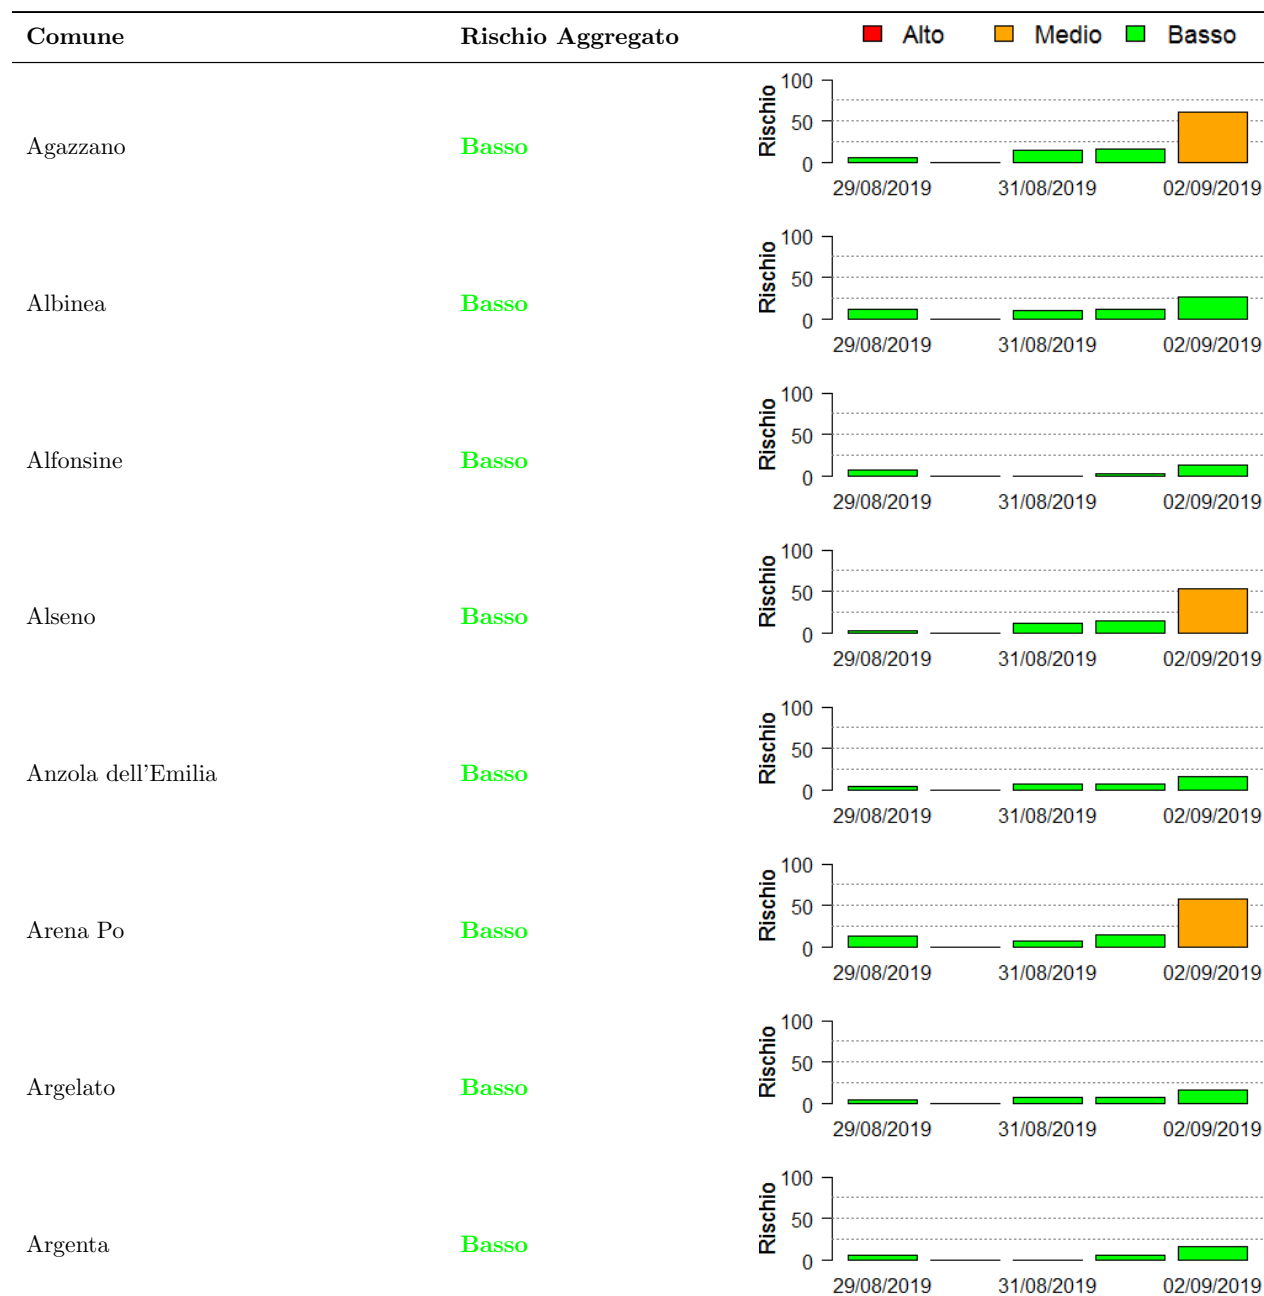 Comune Rischio Aggregato Alto Medio Basso
Agazzano Basso Rischio 100 50 0
29/08/2019 31/08/2019 02/09/2019
Albinea Basso Rischio 100 50 0
29/08/2019 31/08/2019 02/09/2019
Alfonsine Basso Rischio 100 50 0
29/08/2019 31/08/2019 02/09/2019
Alseno Basso Rischio 100 50 0
29/08/2019 31/08/2019 02/09/2019
Anzola dell'Emilia Basso Rischio 100 50 0
29/08/2019 31/08/2019 02/09/2019
Arena Po Basso Rischio 100 50 0
29/08/2019 31/08/2019 02/09/2019
Argelato Basso Rischio 100 50 0
29/08/2019 31/08/2019 02/09/2019
Argenta Basso Rischio 100 50 0
29/08/2019 31/08/2019 02/09/2019